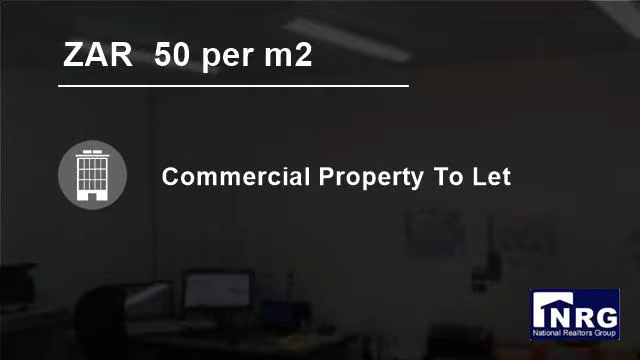 ZAR  50 per m2
Commercial Property To Let
NRG
National Realtors Group